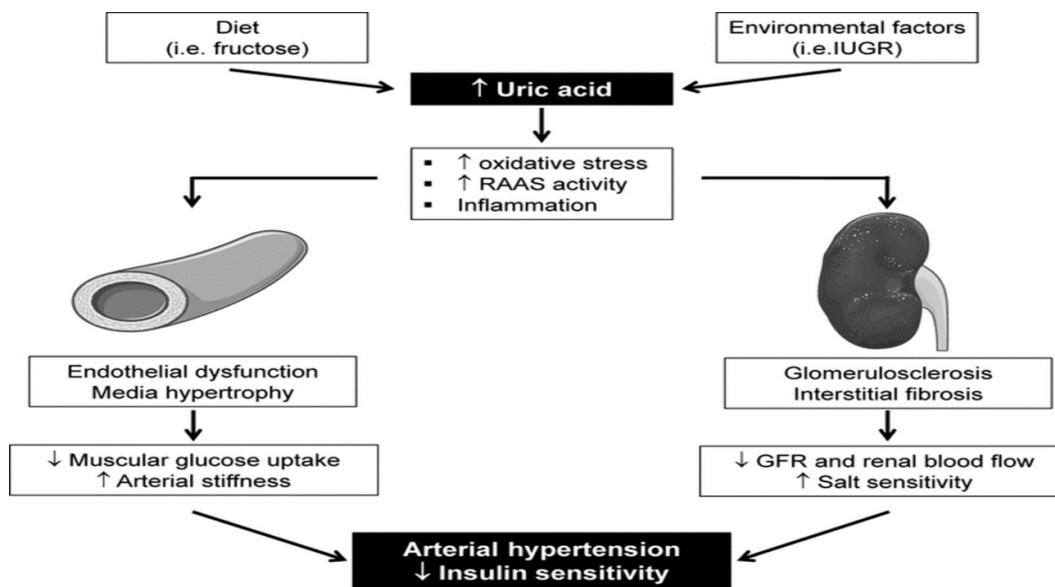 Diet
(i.e. fructose)
Environmental factors
(i.e.IUGR)
↑ Uric acid
▪ ↑ oxidative stress
▪ ↑ RAAS activity
▪ Inflammation
Endothelial dysfunction
Media hypertrophy
Glomerulosclerosis
Interstitial fibrosis
↓ Muscular glucose uptake
↑ Arterial stiffness
↓ GFR and renal blood flow
↑ Salt sensitivity
Arterial hypertension
↓ Insulin sensitivity